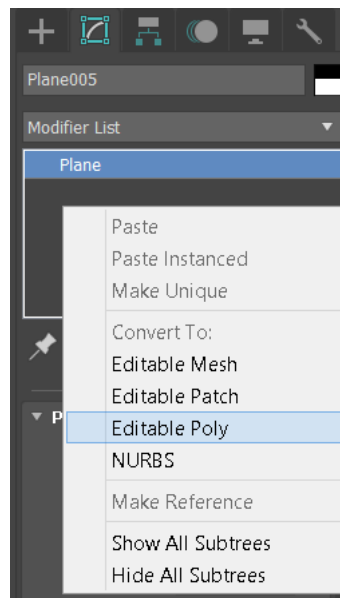 Plane005
Modifier List
Plane
Paste
Paste Instanced
Make Unique
Convert To:
Editable Mesh
Editable Patch
P
Editable Poly
NURBS
Make Reference
Show All Subtrees
Hide All Subtrees